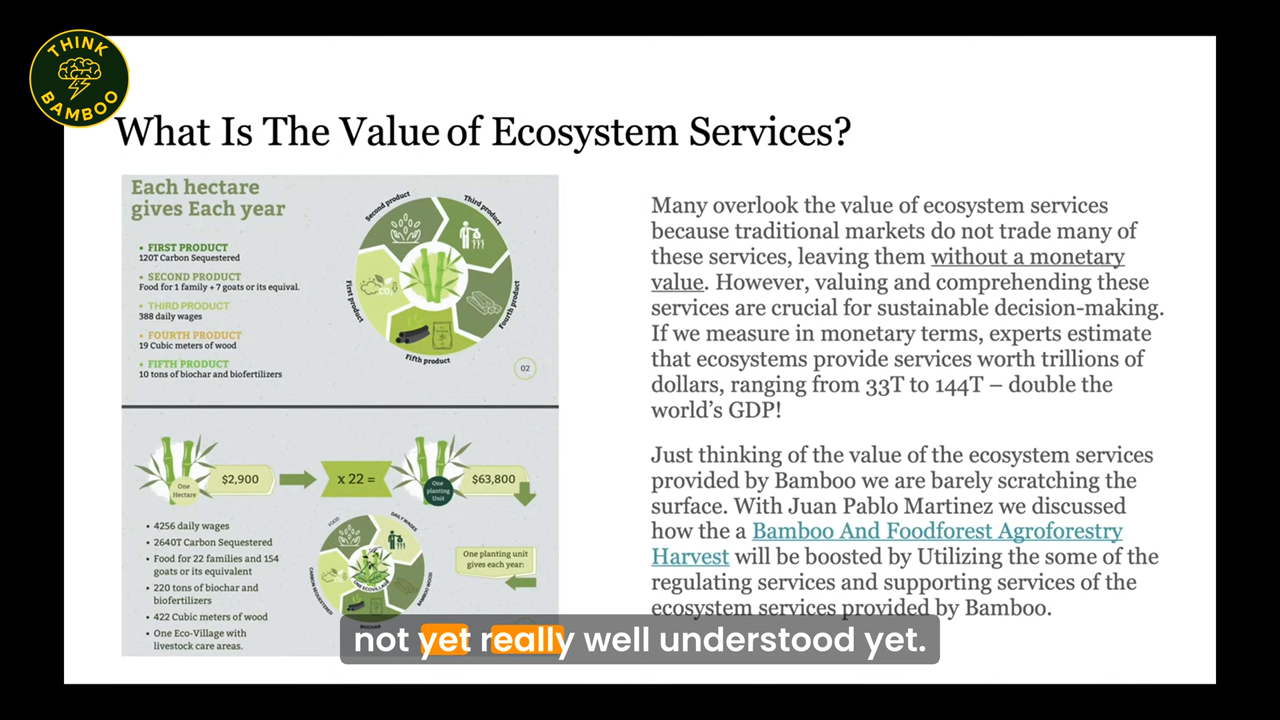 THINK
BAMBOO
What Is The Value of Ecosystem Services?
Each hectare
gives Each year
• FIRST PRODUCT
120T Carbon Sequestered
• SECOND PRODUCT
Food for 1 family + 7 goats or its equival.
• THIRD PRODUCT
388 daily wages
• FOURTH PRODUCT
19 Cubic meters of wood
• FIFTH PRODUCT
10 tons of biochar and biofertilizers
Second product
Third product
First product
Fourth product
Fifth product
02
One
Hectare
$2,900
x 22 =
One
planting
Unit
$63,800
• 4256 daily wages
• 2640T Carbon Sequestered
• Food for 22 families and 154
goats or its equivalent
• 220 tons of biochar and
biofertilizers
• 422 Cubic meters of wood
• One Eco-Village with
livestock care areas.
FOOD
DAILY WAGES
CARBON SEQUESTERED
BAMBOO WOOD
ONE ECOVILLAGE
BIOCHAR
One planting unit
gives each year:
Many overlook the value of ecosystem services
because traditional markets do not trade many of
these services, leaving them without a monetary
value. However, valuing and comprehending these
services are crucial for sustainable decision-making.
If we measure in monetary terms, experts estimate
that ecosystems provide services worth trillions of
dollars, ranging from 33T to 144T – double the
world's GDP!
Just thinking of the value of the ecosystem services
provided by Bamboo we are barely scratching the
surface. With Juan Pablo Martinez we discussed
how the a Bamboo And Foodforest Agroforestry
Harvest will be boosted by Utilizing the some of the
regulating services and supporting services of the
ecosystem services provided by Bamboo.
not yet really well understood yet.